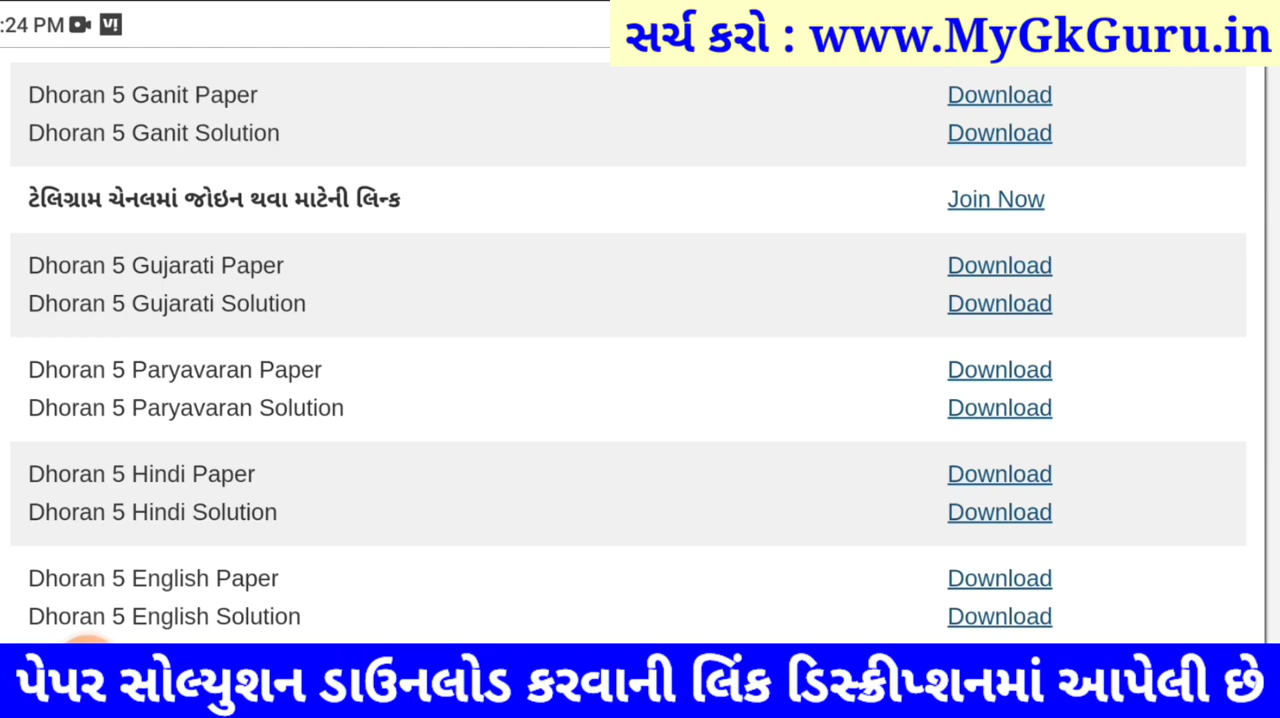 :24 PM
સર્ચ કરો : www.MyGkGuru.in
Dhoran 5 Ganit Paper Download
Dhoran 5 Ganit Solution Download
ટેલિગ્રામ ચેનલમાં જોઇન થવા માટેની લિન્ક Join Now
Dhoran 5 Gujarati Paper Download
Dhoran 5 Gujarati Solution Download
Dhoran 5 Paryavaran Paper Download
Dhoran 5 Paryavaran Solution Download
Dhoran 5 Hindi Paper Download
Dhoran 5 Hindi Solution Download
Dhoran 5 English Paper Download
Dhoran 5 English Solution Download
પેપર સોલ્યુશન ડાઉનલોડ કરવાની લિંક ડિસ્ક્રીપ્શનમાં આપેલી છે